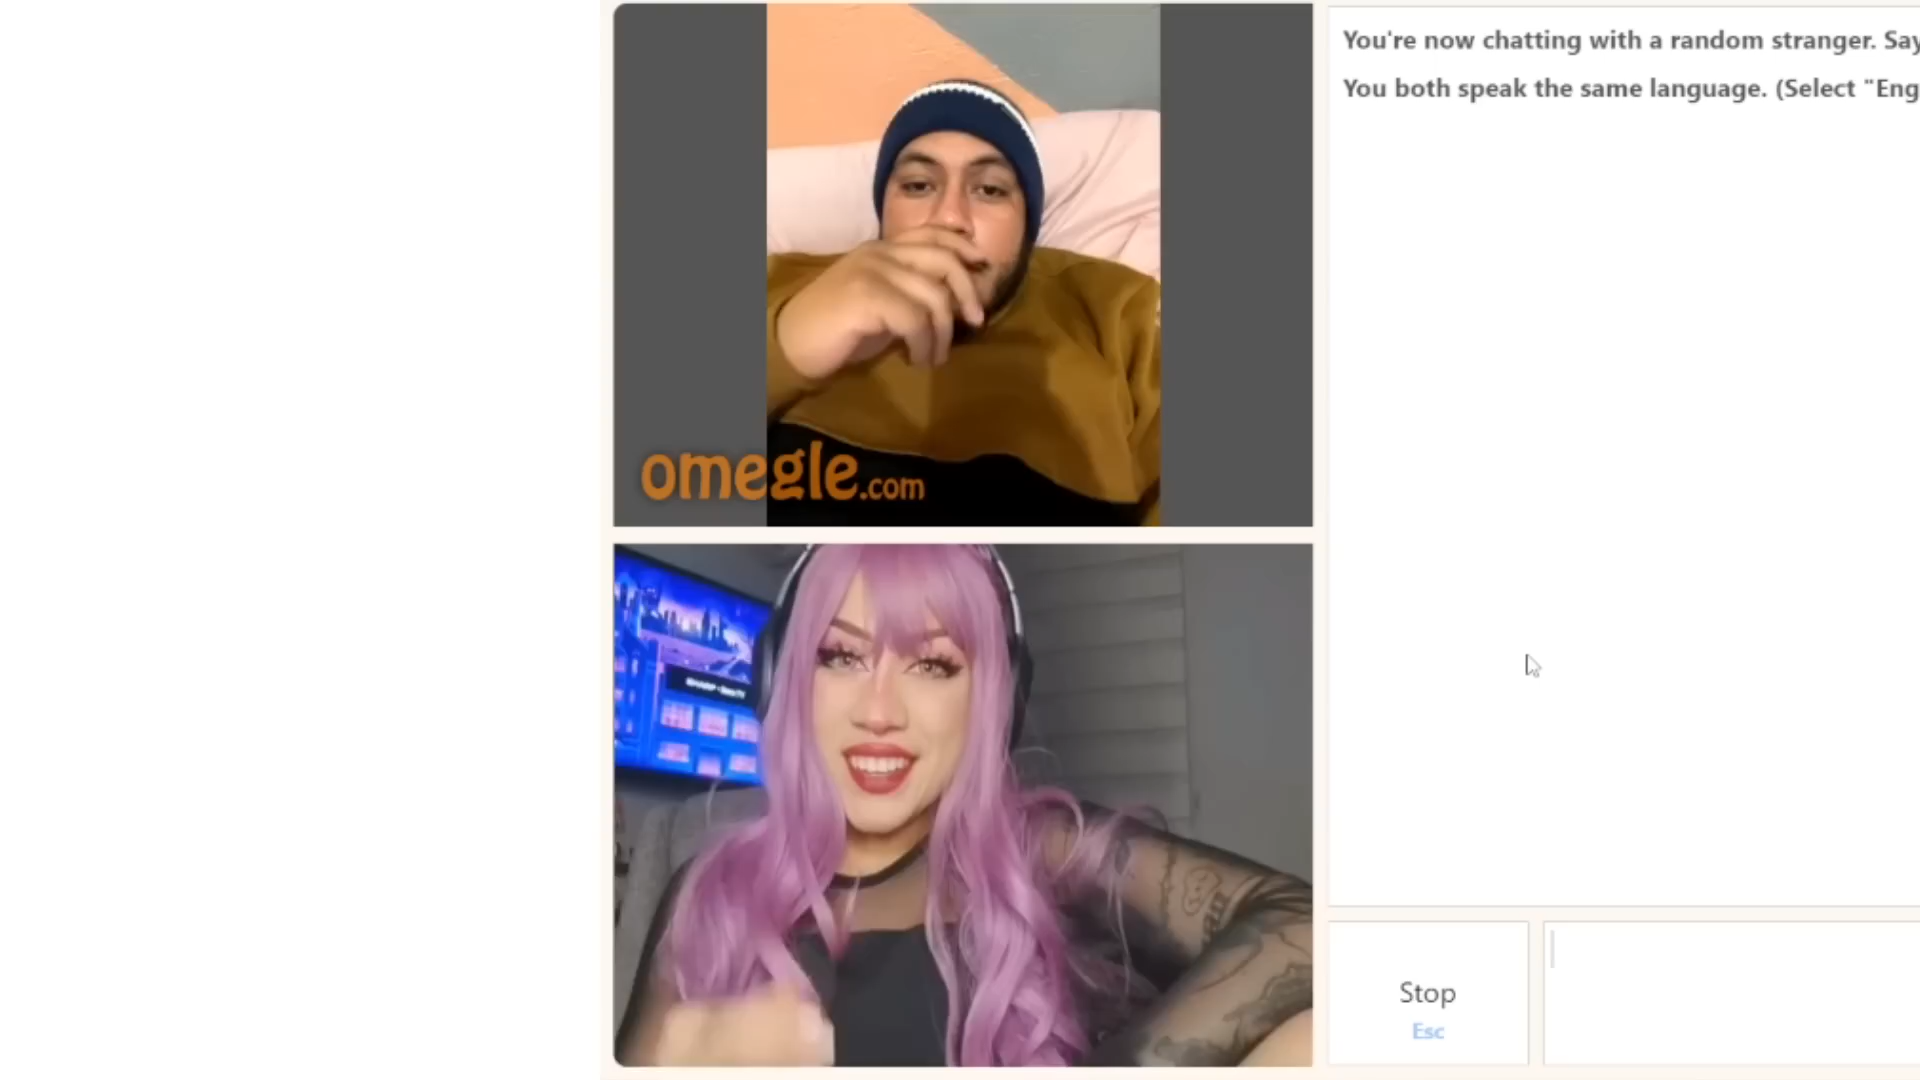 You're now chatting with a random stranger. Say
You both speak the same language. (Select "Eng
omegle.com
Stop
Esc